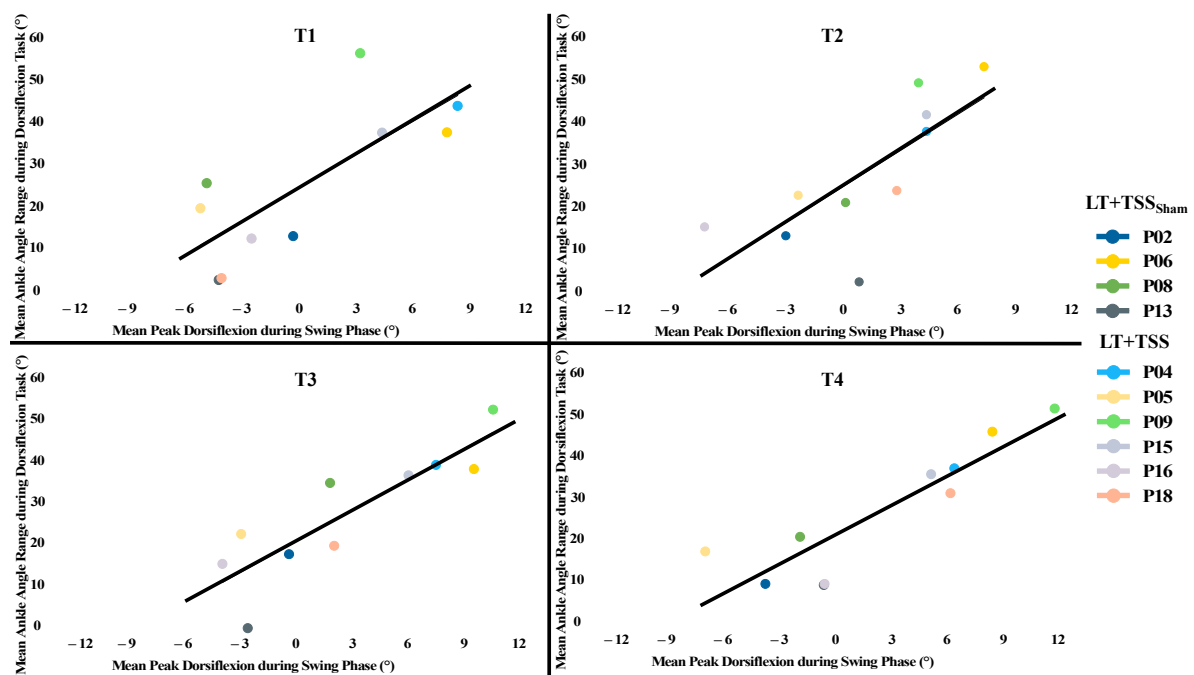 T1
Mean Ankle Angle Range during Dorsiflexion Task (°)
60
50
40
30
20
10
0
−12 −9 −6 −3 0 3 6 9 12
Mean Peak Dorsiflexion during Swing Phase (°)
T2
Mean Ankle Angle Range during Dorsiflexion Task (°)
60
50
40
30
20
10
0
−12 −9 −6 −3 0 3 6 9 12
Mean Peak Dorsiflexion during Swing Phase (°)
T3
Mean Ankle Angle Range during Dorsiflexion Task (°)
60
50
40
30
20
10
0
−12 −9 −6 −3 0 3 6 9 12
Mean Peak Dorsiflexion during Swing Phase (°)
T4
Mean Ankle Angle Range during Dorsiflexion Task (°)
60
50
40
30
20
10
0
−12 −9 −6 −3 0 3 6 9 12
Mean Peak Dorsiflexion during Swing Phase (°)
LT+TSSSham
P02
P06
P08
P13
LT+TSS
P04
P05
P09
P15
P16
P18